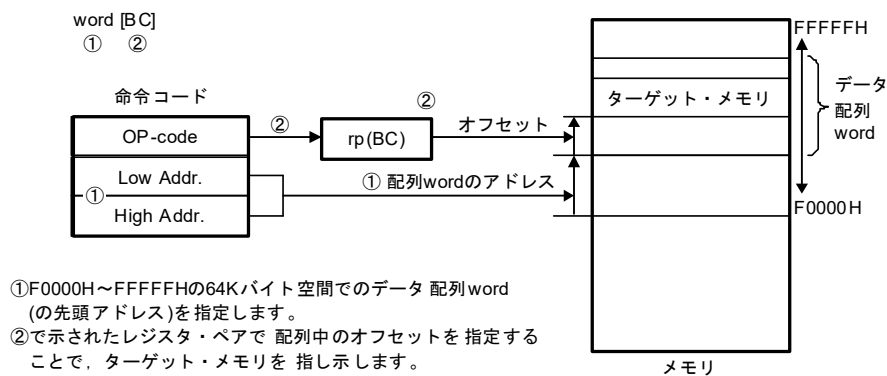 word [BC]
① ②
命令コード
OP-code
②
rp(BC)
②
オフセット
Low Addr.
①
High Addr.
① 配列wordのアドレス
FFFFFH
ターゲット・メモリ
データ
配列
word
F0000H
メモリ
①F0000H～FFFFFHの64Kバイト空間でのデータ配列word
(の先頭アドレス)を指定します。
②で示されたレジスタ・ペアで配列中のオフセットを指定する
ことで，ターゲット・メモリを指し示します。